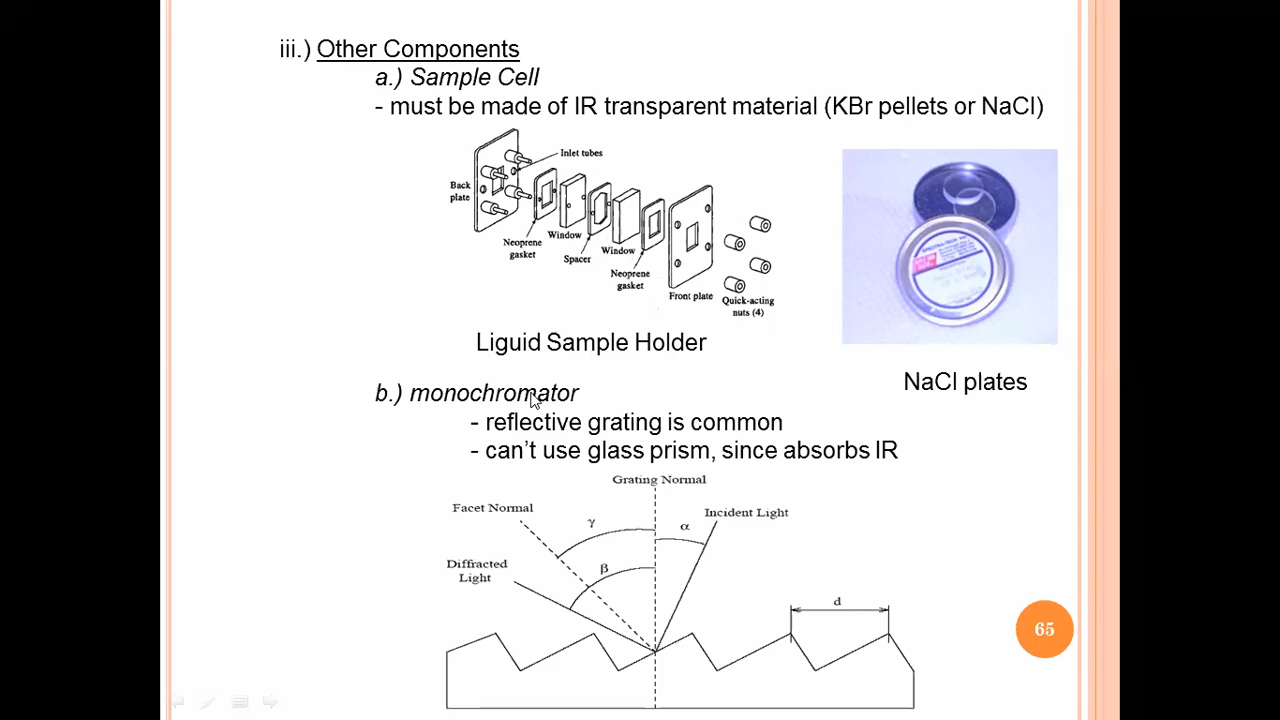 iii.) Other Components
a.) Sample Cell
- must be made of IR transparent material (KBr pellets or NaCl)
Inlet tubes
Back
plate
Neoprene
gasket
Window
Spacer
Window
Neoprene
gasket
Front plate
Quick-acting
nuts (4)
Liguid Sample Holder
NaCl plates
b.) monochromator
- reflective grating is common
- can't use glass prism, since absorbs IR
Grating Normal
Facet Normal
Incident Light
γ
α
Diffracted
Light
β
d
65